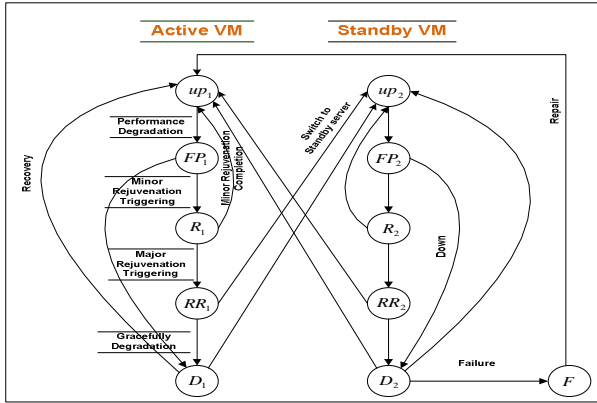 Active VM
Standby VM
up1
up2
Performance
Degradation
Switch to
Standby server
Repair
FP1
FP2
Recovery
Minor
Rejuvenation
Triggering
Minor Rejuvenation
Completion
R1
R2
Major
Rejuvenation
Triggering
Down
RR1
RR2
Gracefully
Degradation
Failure
D1
D2
F